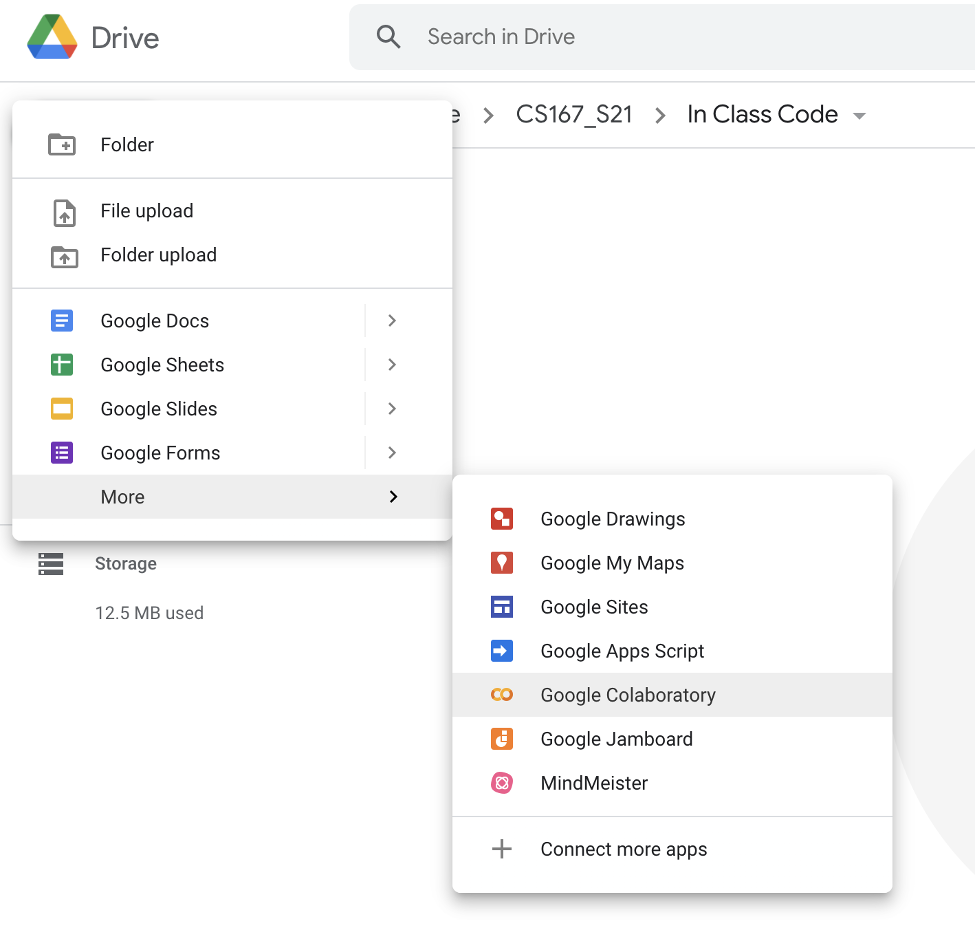 Drive
Search in Drive
e > CS167_S21 > In Class Code
Folder
File upload
Folder upload
Google Docs
Google Sheets
Google Slides
Google Forms
More
Storage
12.5 MB used
Google Drawings
Google My Maps
Google Sites
Google Apps Script
Google Colaboratory
Google Jamboard
MindMeister
Connect more apps